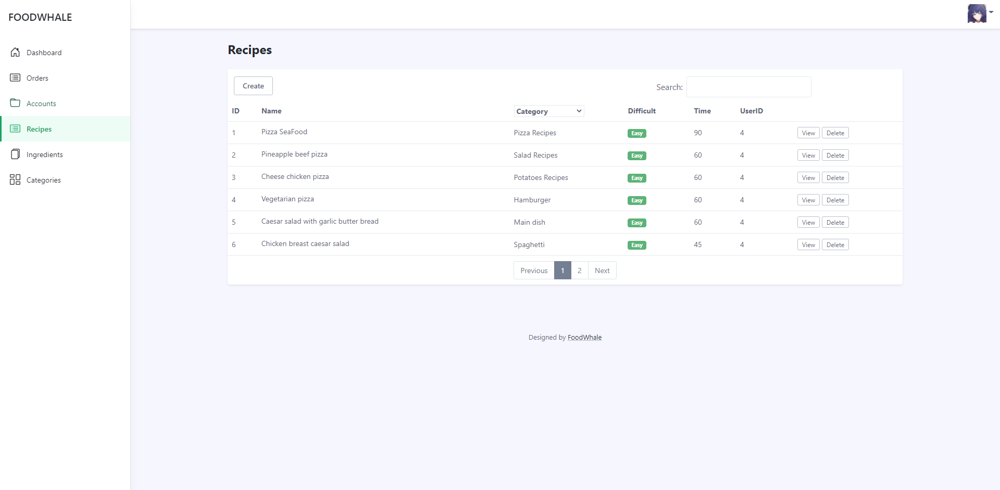 FOODWHALE
Dashboard
Orders
Accounts
Recipes
Ingredients
Categories
Recipes
Create Search:
ID Name Category Difficult Time UserID
1 Pizza SeaFood Pizza Recipes Easy 90 4 View Delete
2 Pineapple beef pizza Salad Recipes Easy 60 4 View Delete
3 Cheese chicken pizza Potatoes Recipes Easy 60 4 View Delete
4 Vegetarian pizza Hamburger Easy 60 4 View Delete
5 Caesar salad with garlic butter bread Main dish Easy 60 4 View Delete
6 Chicken breast caesar salad Spaghetti Easy 45 4 View Delete
Previous 1 2 Next
Designed by FoodWhale